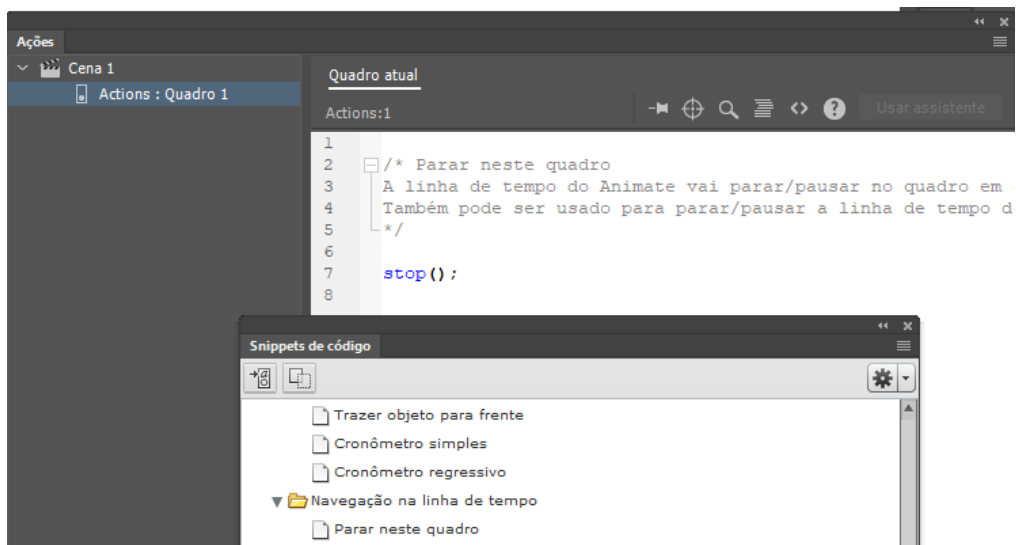 Ações
Cena 1
Actions : Quadro 1
Quadro atual
Actions:1
Usar assistente
1
2 /* Parar neste quadro
3 A linha de tempo do Animate vai parar/pausar no quadro em
4 Também pode ser usado para parar/pausar a linha de tempo d
5 */
6
7 stop();
8
Snippets de código
Trazer objeto para frente
Cronômetro simples
Cronômetro regressivo
Navegação na linha de tempo
Parar neste quadro